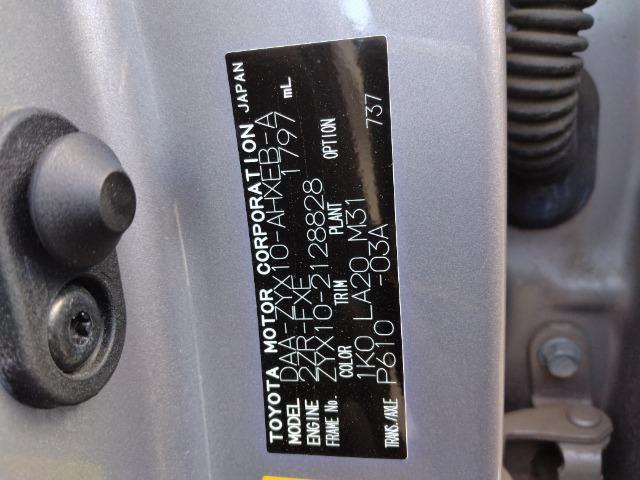 TOYOTA MOTOR CORPORATION JAPAN
MODEL DAA-ZYX10-AHXEB-A
ENGINE 2ZR-FXE 1797 mL
FRAME No. ZYX10-2128828
COLOR TRIM PLANT OPTION
1K0 LA20 M31
TRANS./AXLE P610 -03A 737